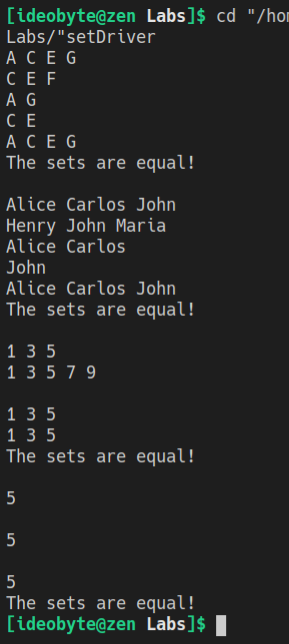 [ideobyte@zen Labs]$ cd "/hom
Labs/"setDriver
A C E G
C E F
A G
C E
A C E G
The sets are equal!
Alice Carlos John
Henry John Maria
Alice Carlos
John
Alice Carlos John
The sets are equal!
1 3 5
1 3 5 7 9
1 3 5
1 3 5
The sets are equal!
5
5
5
The sets are equal!
[ideobyte@zen Labs]$